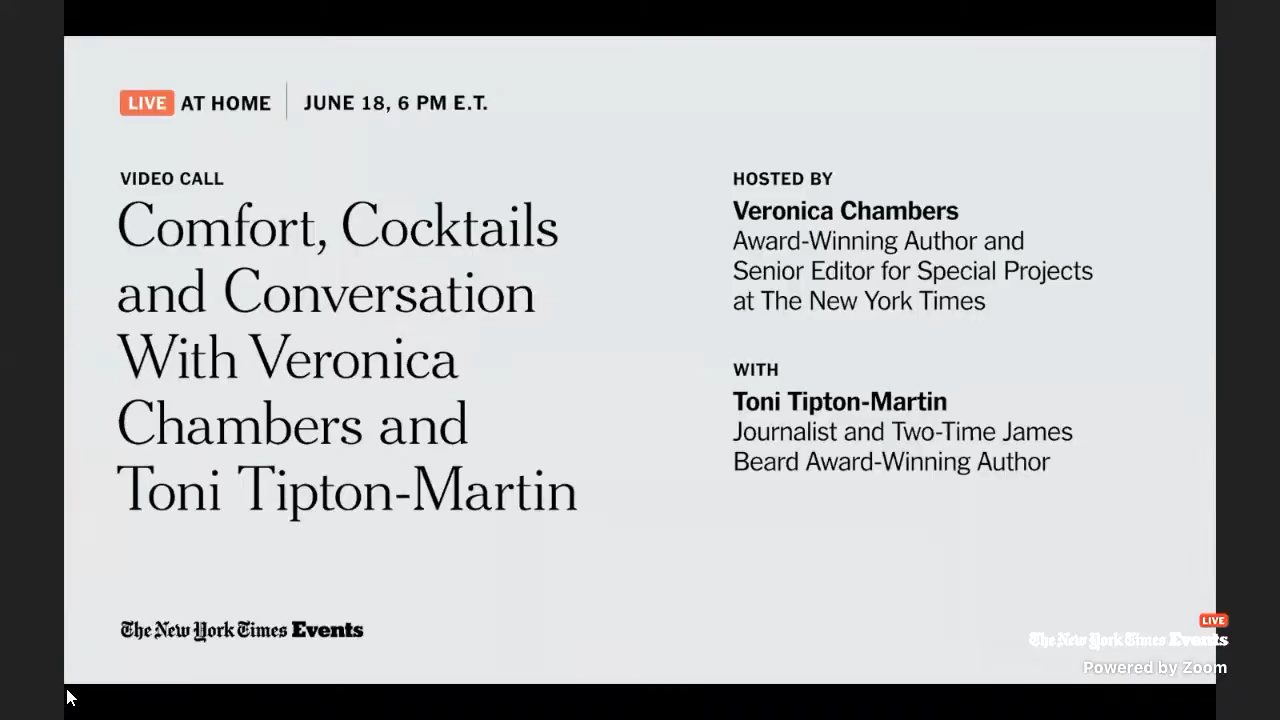 LIVE AT HOME JUNE 18, 6 PM E.T.
VIDEO CALL
Comfort, Cocktails
and Conversation
With Veronica
Chambers and
Toni Tipton-Martin
HOSTED BY
Veronica Chambers
Award-Winning Author and
Senior Editor for Special Projects
at The New York Times
WITH
Toni Tipton-Martin
Journalist and Two-Time James
Beard Award-Winning Author
The New York Times Events
LIVE
The New York Times Events
Powered by Zoom